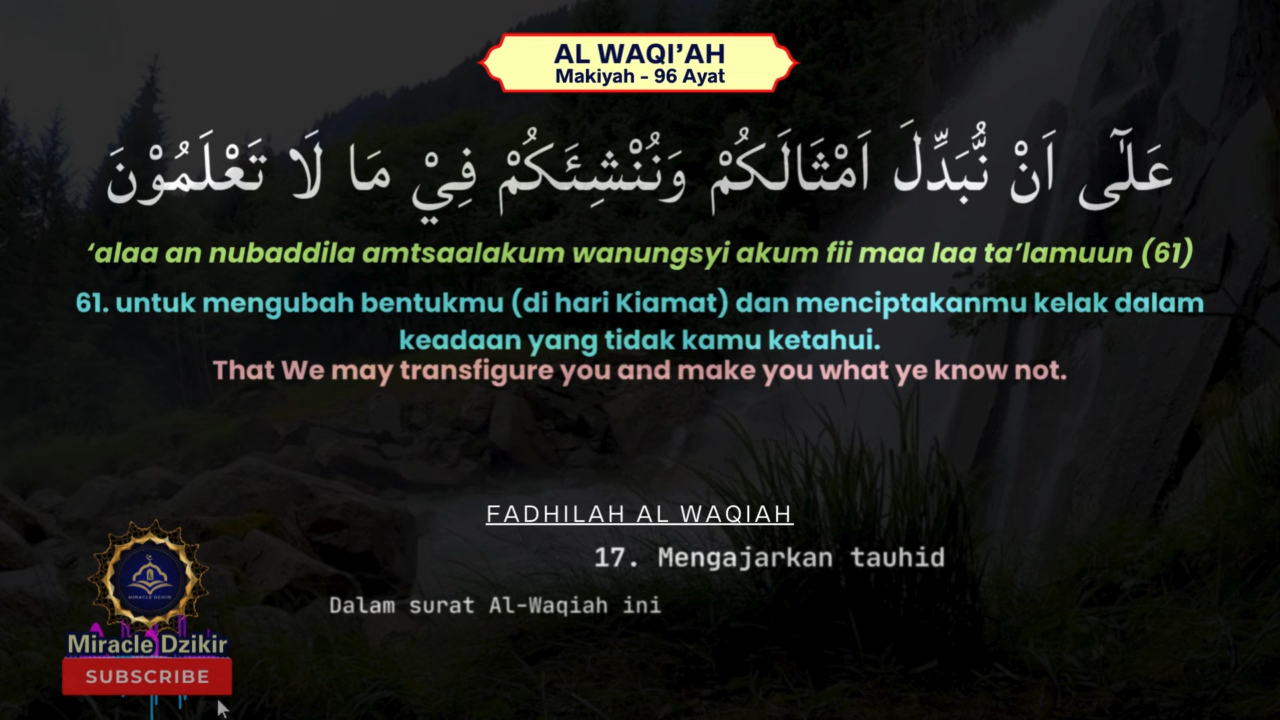 AL WAQI’AH
Makiyah - 96 Ayat
عَلٰٓى اَنْ نُّبَدِّلَ اَمْثَالَكُمْ وَنُنْشِئَكُمْ فِيْ مَا لَا تَعْلَمُوْنَ
‘alaa an nubaddila amtsaalakum wanungsyi akum fii maa laa ta’lamuun (61)
61. untuk mengubah bentukmu (di hari Kiamat) dan menciptakanmu kelak dalam
keadaan yang tidak kamu ketahui.
That We may transfigure you and make you what ye know not.
FADHILAH AL WAQIAH
17. Mengajarkan tauhid
Dalam surat Al-Waqiah ini
MIRACLE DZIKIR
Miracle Dzikir
SUBSCRIBE